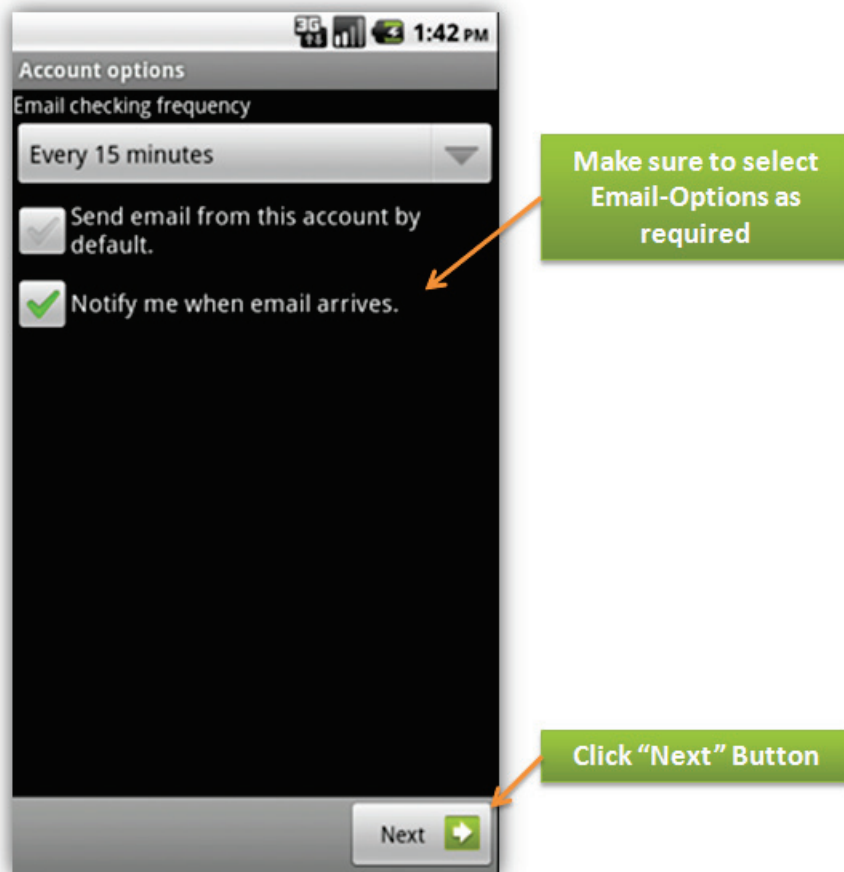 3G
1:42 PM
Account options
Email checking frequency
Every 15 minutes
Send email from this account by
default.
Notify me when email arrives.
Make sure to select
Email-Options as
required
Click “Next” Button
Next